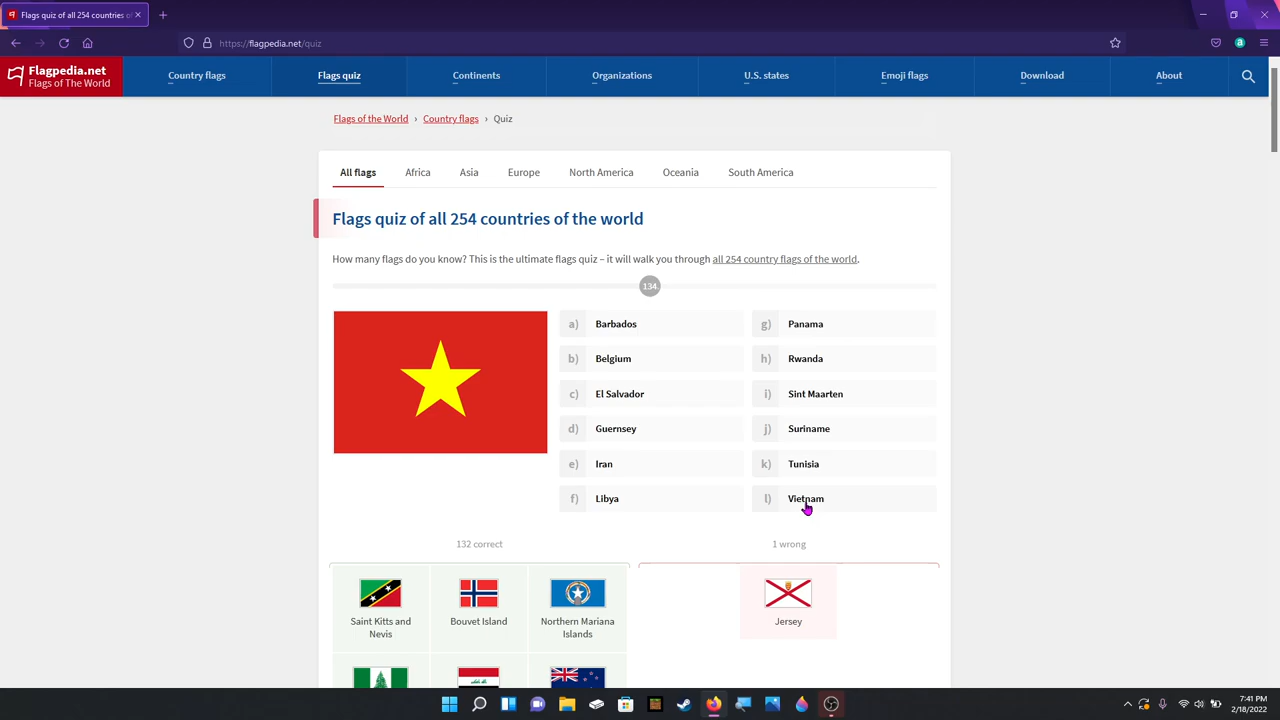 Flags quiz of all 254 countries of
https://flagpedia.net/quiz
Flagpedia.net
Flags of The World
Country flags
Flags quiz
Continents
Organizations
U.S. states
Emoji flags
Download
About
Flags of the World › Country flags › Quiz
All flags
Africa
Asia
Europe
North America
Oceania
South America
Flags quiz of all 254 countries of the world
How many flags do you know? This is the ultimate flags quiz – it will walk you through all 254 country flags of the world.
134.
a) Barbados
b) Belgium
c) El Salvador
d) Guernsey
e) Iran
f) Libya
g) Panama
h) Rwanda
i) Sint Maarten
j) Suriname
k) Tunisia
l) Vietnam
132 correct
1 wrong
Saint Kitts and
Nevis
Bouvet Island
Northern Mariana
Islands
Jersey
7:41 PM
2/18/2022